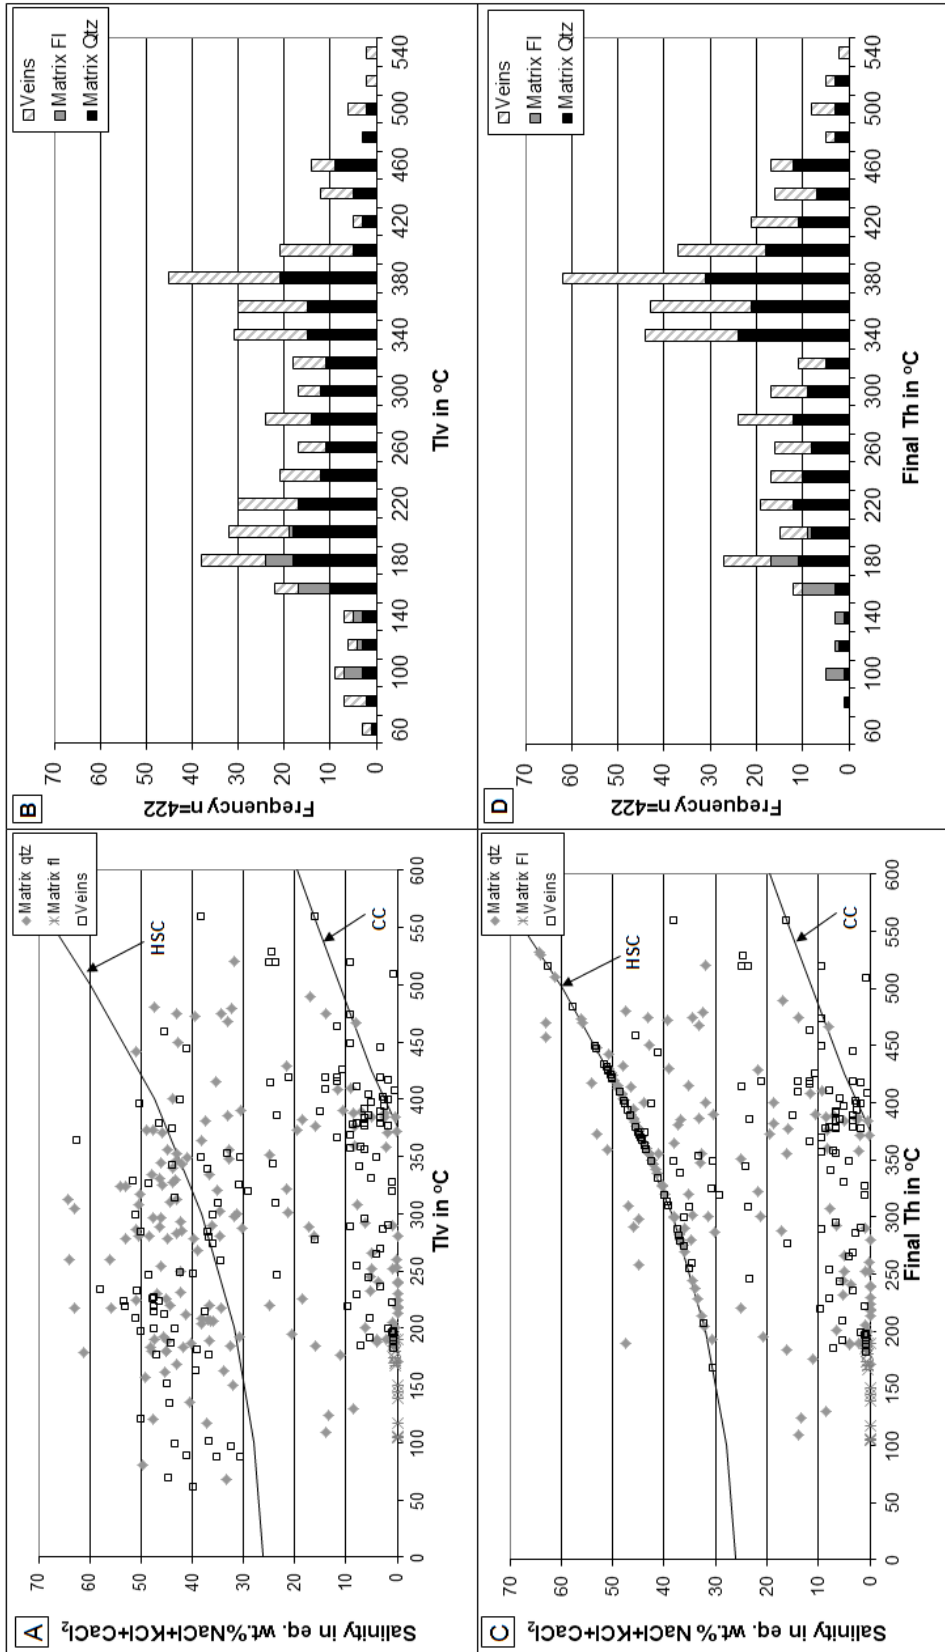 A
Salinity in eq. wt.%NaCl+KCl+CaCl₂
70
60
50
40
30
20
10
0
0 50 100 150 200 250 300 350 400 450 500 550 600
Tlv in ºC
HSC
CC
Matrix qtz
Matrix fl
Veins
B
Frequency n=422
70
60
50
40
30
20
10
0
60 100 140 180 220 260 300 340 380 420 460 500 540
Tlv in ºC
Veins
Matrix Fl
Matrix Qtz
C
Salinity in eq. wt.% NaCl+KCl+CaCl₂
70
60
50
40
30
20
10
0
0 50 100 150 200 250 300 350 400 450 500 550 600
Final Th in ºC
HSC
CC
Matrix qtz
Matrix Fl
Veins
D
Frequency n=422
70
60
50
40
30
20
10
0
60 100 140 180 220 260 300 340 380 420 460 500 540
Final Th in ºC
Veins
Matrix Fl
Matrix Qtz